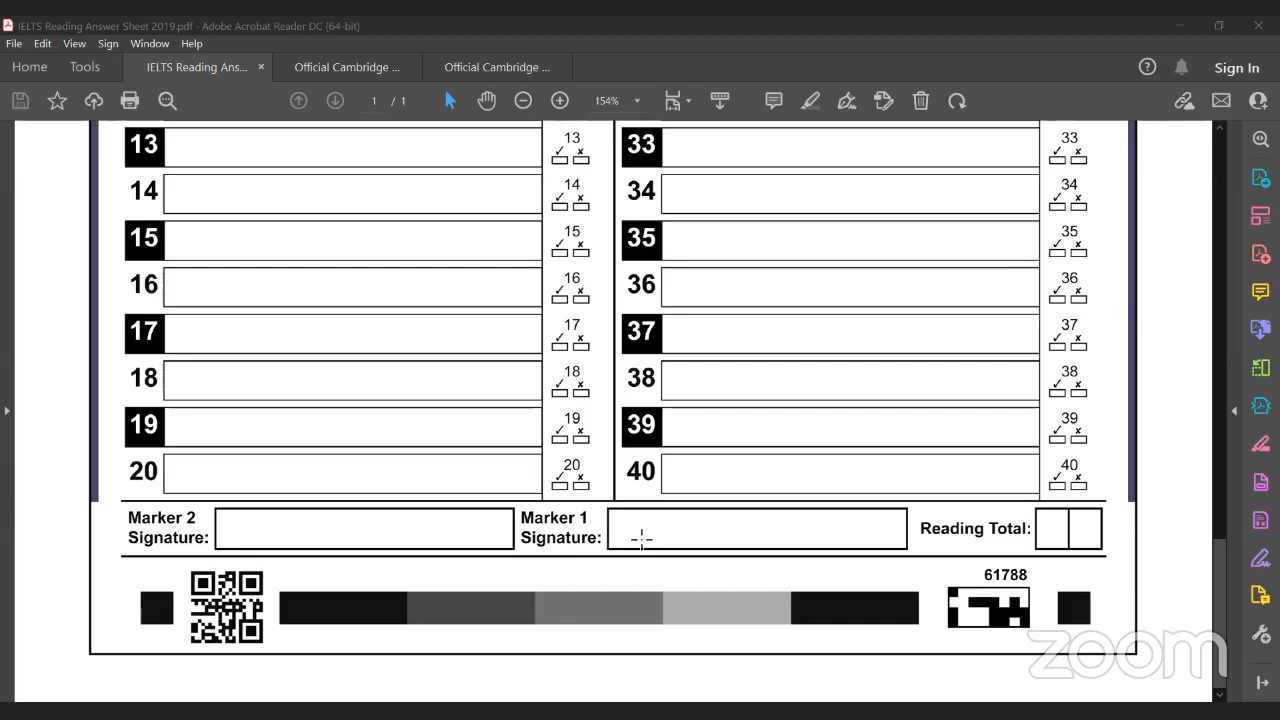 IELTS Reading Answer Sheet 2019.pdf - Adobe Acrobat Reader DC (64-bit)
File Edit View Sign Window Help
Home Tools IELTS Reading Ans... × Official Cambridge ... Official Cambridge ... Sign In
1 / 1 154%
13 13 33 33
14 14 34 34
15 15 35 35
16 16 36 36
17 17 37 37
18 18 38 38
19 19 39 39
20 20 40 40
Marker 2 Signature: Marker 1 Signature: Reading Total:
61788
zoom